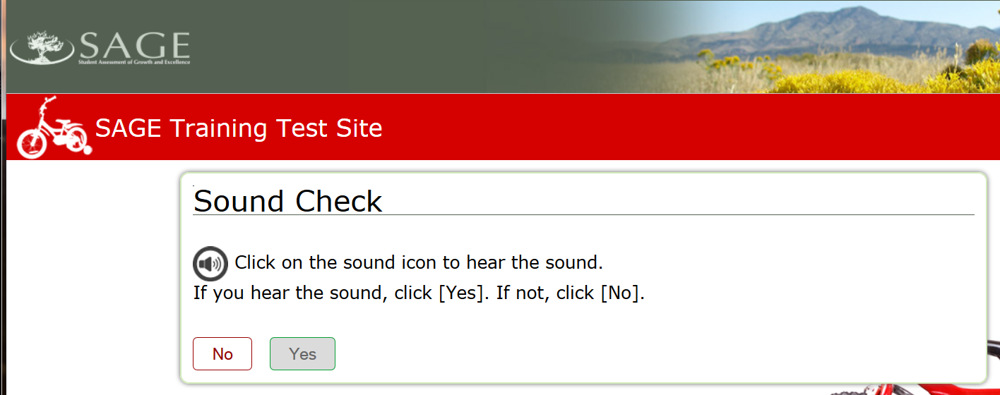 SAGE
Student Assessment of Growth and Excellence
SAGE Training Test Site
Sound Check
Click on the sound icon to hear the sound.
If you hear the sound, click [Yes]. If not, click [No].
No Yes